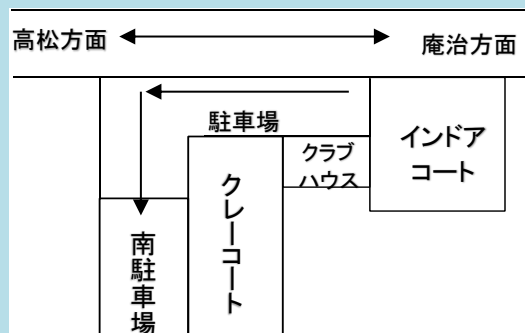 高松方面
庵治方面
駐車場
インドア
コート
クラブ
ハウス
クレーコート
南駐車場